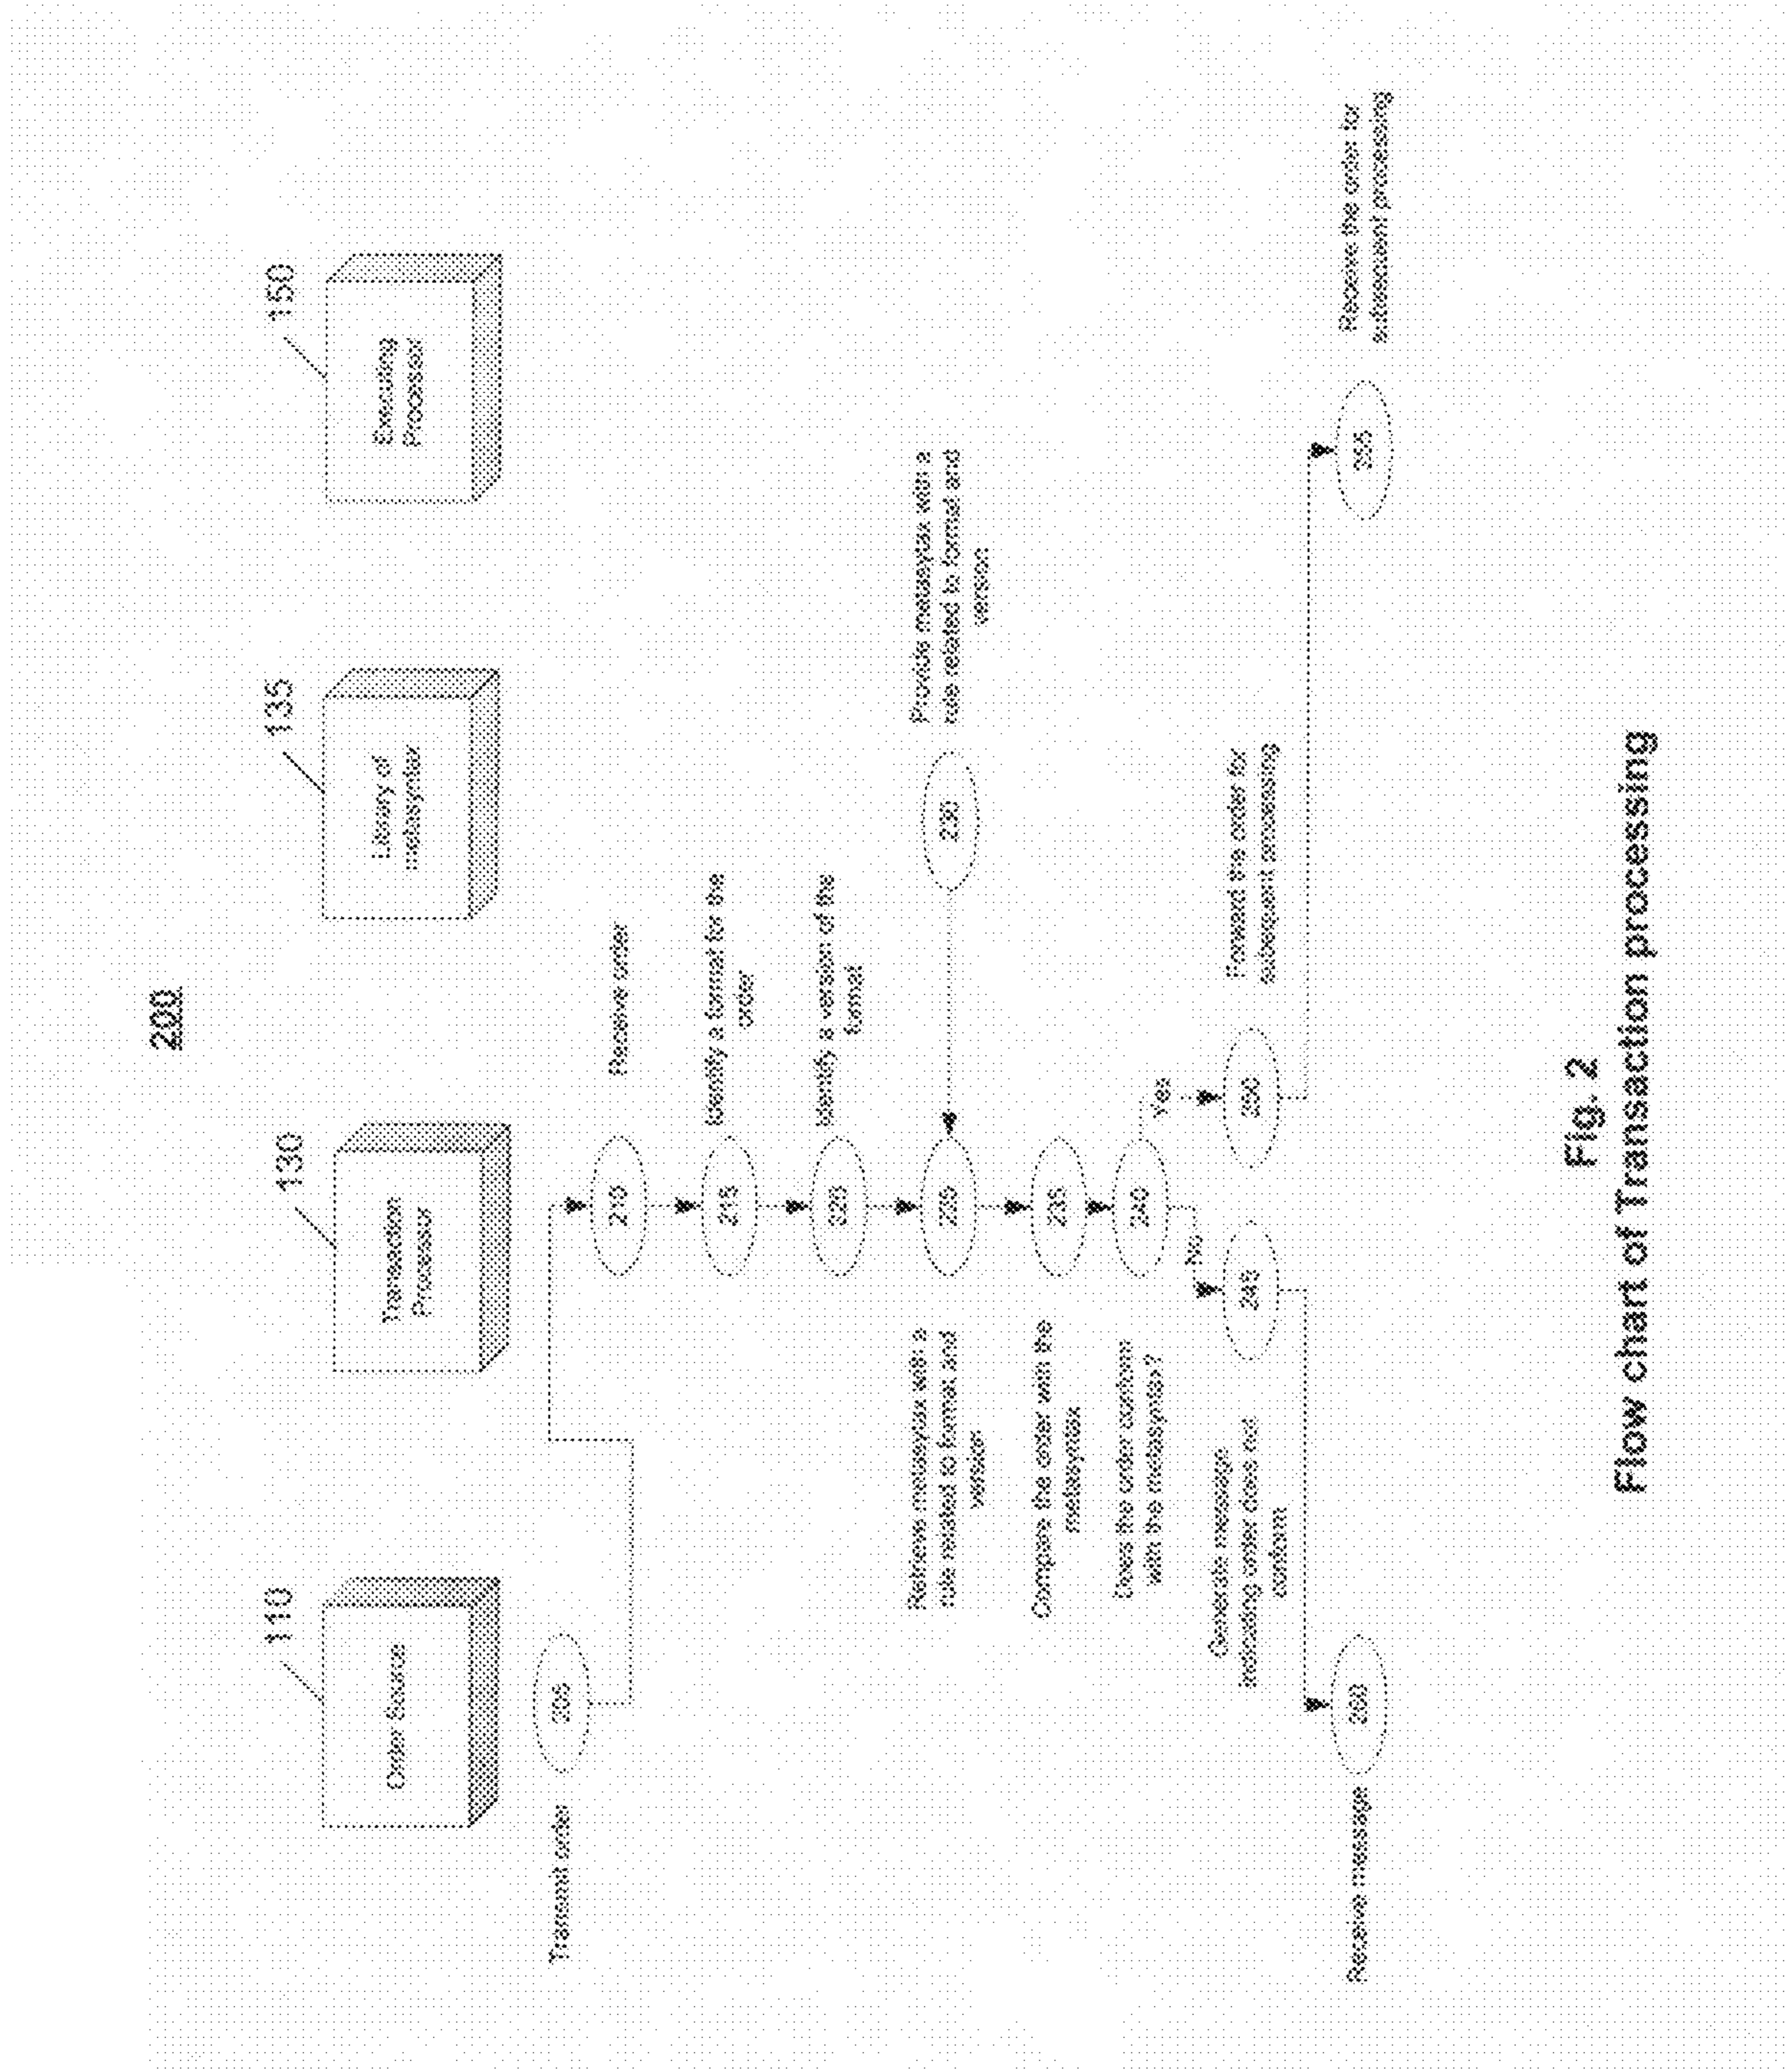 200
110
Order Source
130
Transaction
Processor
135
Library of
metasyntax
150
Executing
Processor
Transmit order
205
210
Receive order
215
Identify a format for the
order
220
Identify a version of the
format
Retrieve metasytax with a
rule related to format and
version
225
230
Provide metasytax with a
rule related to format and
version
Compare the order with the
metasyntax
235
Does the order conform
with the metasyntax?
240
Yes
No
Generate message
indicating order does not
conform
245
250
Forward the order for
subsequent processing
Receive message
260
255
Receive the order for
subsequent processing
Fig. 2
Flow chart of Transaction processing